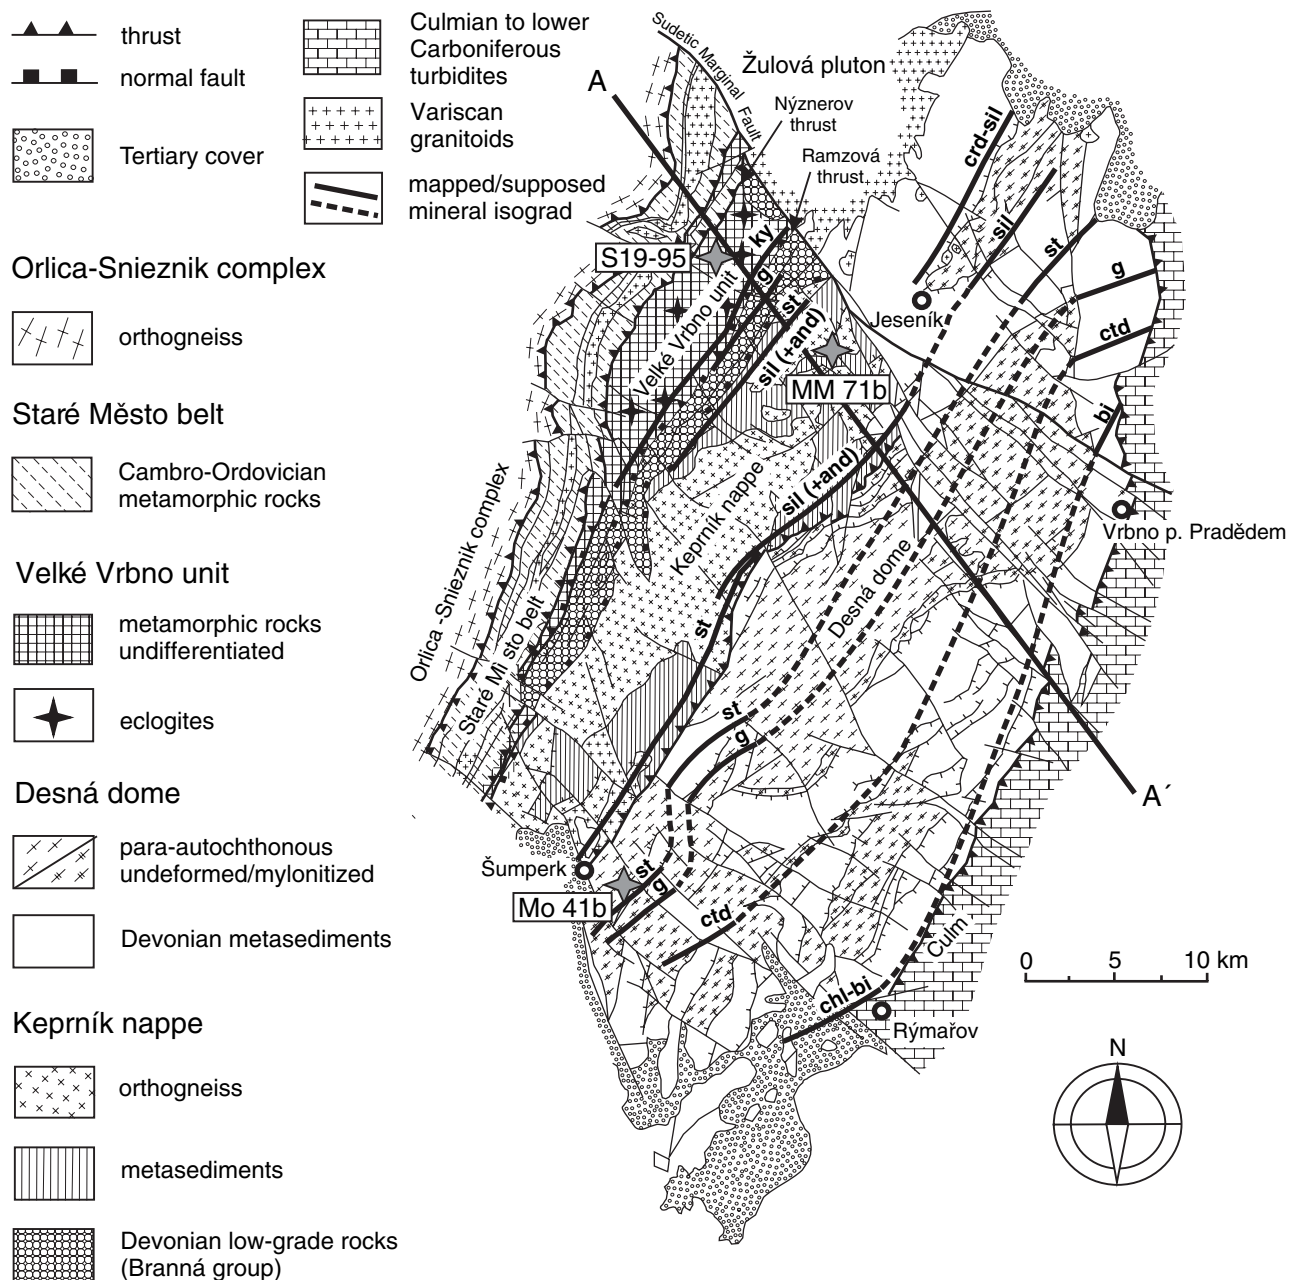 thrust
normal fault
Tertiary cover
Culmian to lower
Carboniferous
turbidites
Variscan
granitoids
mapped/supposed
mineral isograd
Orlica-Snieznik complex
orthogneiss
Staré Město belt
Cambro-Ordovician
metamorphic rocks
Velké Vrbno unit
metamorphic rocks
undifferentiated
eclogites
Desná dome
para-autochthonous
undeformed/mylonitized
Devonian metasediments
Keprník nappe
orthogneiss
metasediments
Devonian low-grade rocks
(Branná group)
Sudetic Marginal Fault
A
Žulová pluton
Nýznerov
thrust
Ramzová
thrust
crd-sil
sil
st
g
ctd
bi
S19-95
ky
g
st
sil (+and)
Velké Vrbno unit
Jeseník
MM 71b
sil (+and)
Keprník nappe
Vrbno p. Pradědem
Desná dome
Orlica -Snieznik complex
Staré Mi sto belt
st
st
g
A´
Šumperk
st
g
Mo 41b
ctd
Culm
chl-bi
Rýmařov
0 5 10 km
N